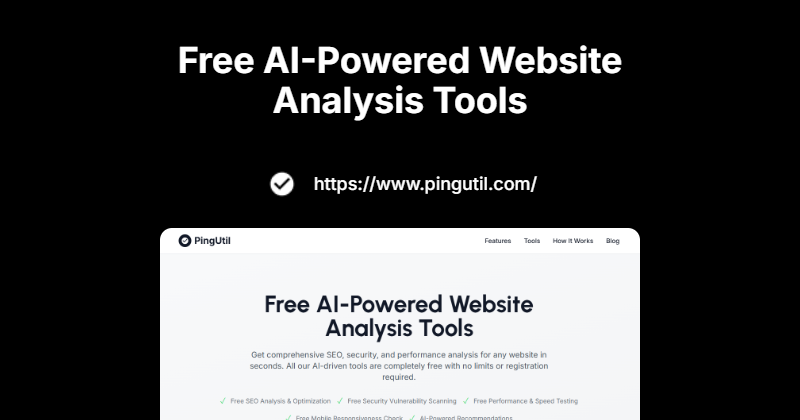 Free AI-Powered Website
Analysis Tools
https://www.pingutil.com/
PingUtil
Features Tools How It Works Blog
Free AI-Powered Website
Analysis Tools
Get comprehensive SEO, security, and performance analysis for any website in
seconds. All our AI-driven tools are completely free with no limits or registration
required.
✓ Free SEO Analysis & Optimization ✓ Free Security Vulnerability Scanning ✓ Free Performance & Speed Testing
✓ Free Mobile Responsiveness Check ✓ AI-Powered Recommendations